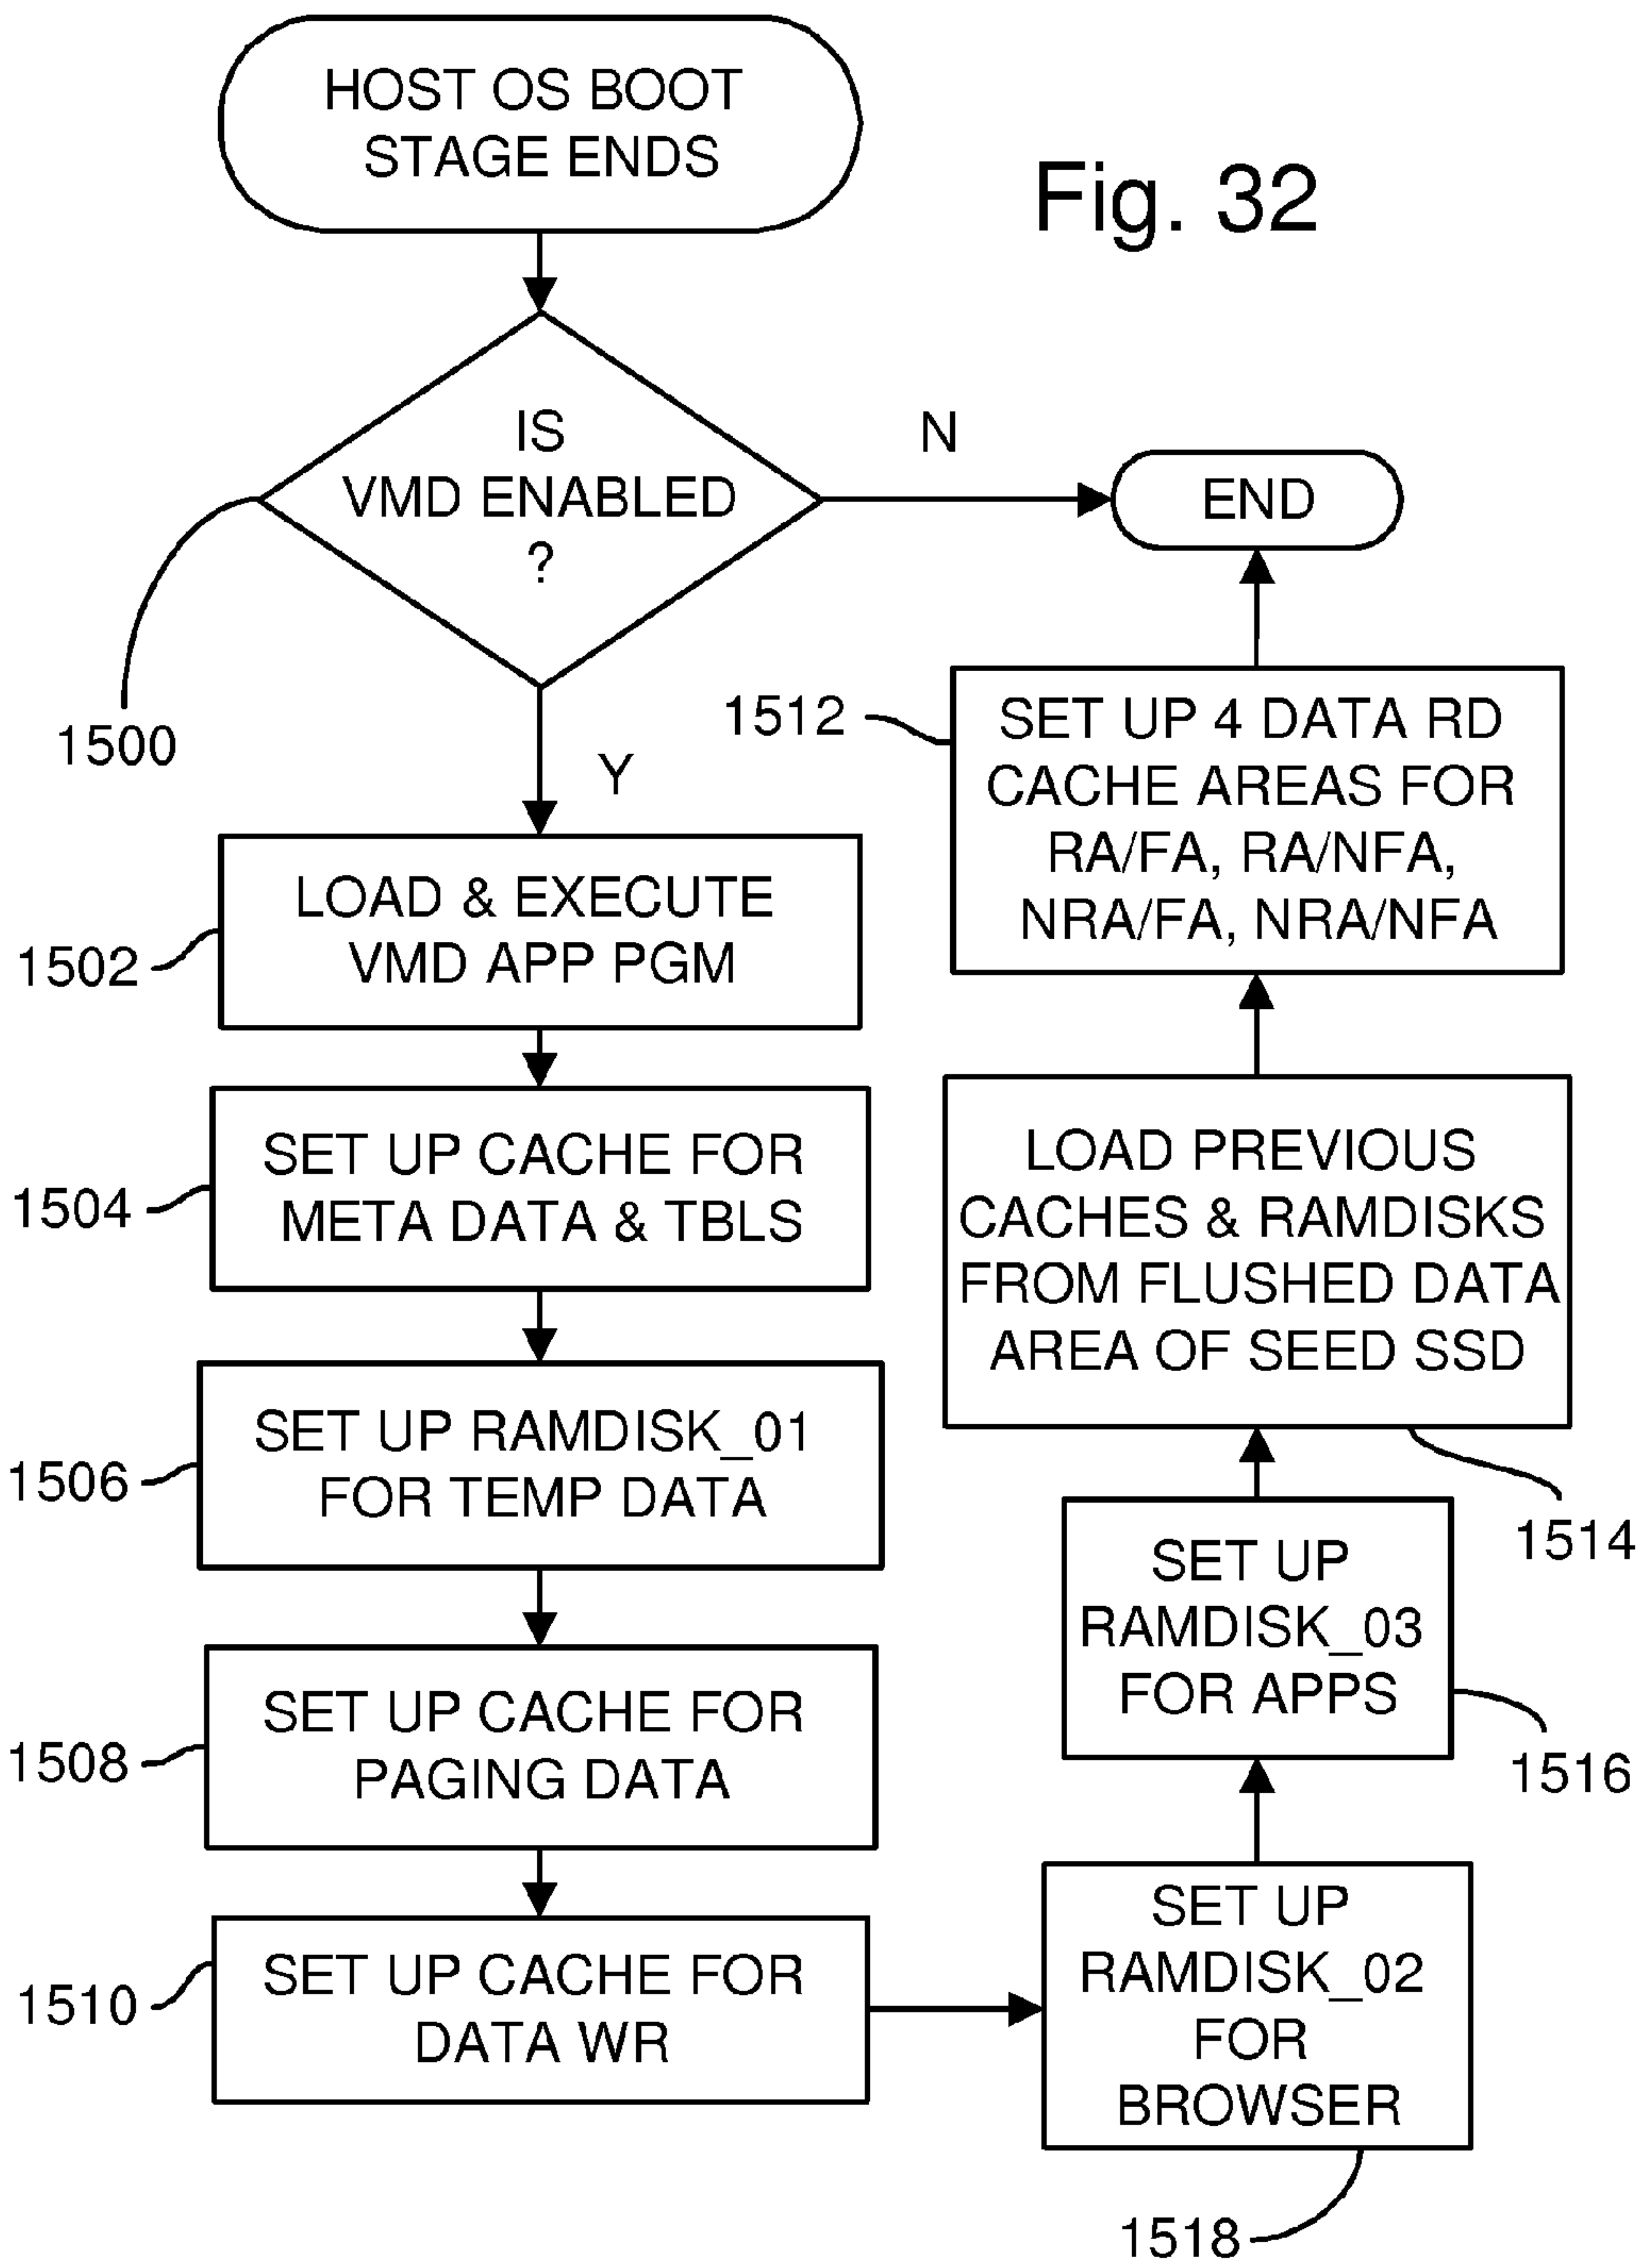 HOST OS BOOT
STAGE ENDS
Fig. 32
IS
VMD ENABLED
?
N
END
1500
Y
1502
LOAD & EXECUTE
VMD APP PGM
1504
SET UP CACHE FOR
META DATA & TBLS
1506
SET UP RAMDISK_01
FOR TEMP DATA
1508
SET UP CACHE FOR
PAGING DATA
1510
SET UP CACHE FOR
DATA WR
SET UP
RAMDISK_02
FOR
BROWSER
1518
SET UP
RAMDISK_03
FOR APPS
1516
LOAD PREVIOUS
CACHES & RAMDISKS
FROM FLUSHED DATA
AREA OF SEED SSD
1514
1512
SET UP 4 DATA RD
CACHE AREAS FOR
RA/FA, RA/NFA,
NRA/FA, NRA/NFA